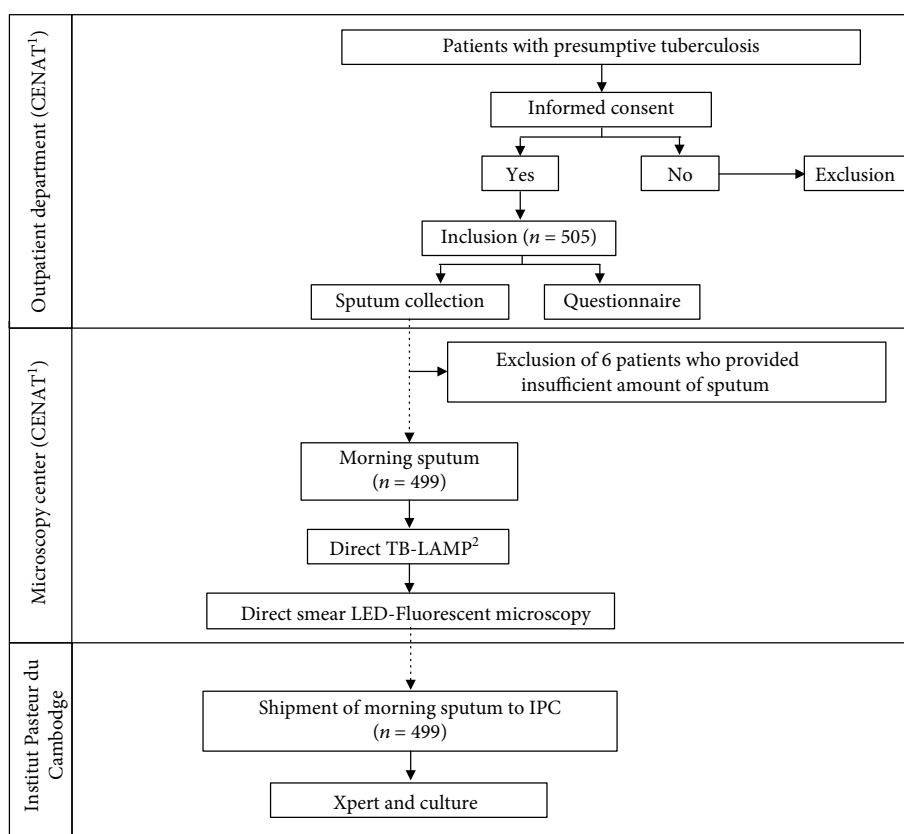 Outpatient department (CENAT¹)
Patients with presumptive tuberculosis
Informed consent
Yes
No
Exclusion
Inclusion (n = 505)
Sputum collection
Questionnaire
Microscopy center (CENAT¹)
Exclusion of 6 patients who provided
insufficient amount of sputum
Morning sputum
(n = 499)
Direct TB-LAMP²
Direct smear LED-Fluorescent microscopy
Institut Pasteur du
Cambodge
Shipment of morning sputum to IPC
(n = 499)
Xpert and culture